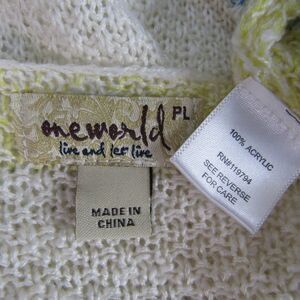 oneworld
live and let live
PL
MADE IN
CHINA
100% ACRYLIC
RN#119794
SEE REVERSE
FOR CARE